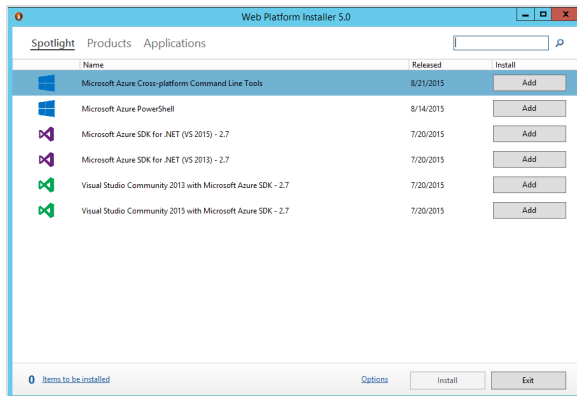 Web Platform Installer 5.0
Spotlight Products Applications
Name Released Install
Microsoft Azure Cross-platform Command Line Tools 8/21/2015 Add
Microsoft Azure PowerShell 8/14/2015 Add
Microsoft Azure SDK for .NET (VS 2015) - 2.7 7/20/2015 Add
Microsoft Azure SDK for .NET (VS 2013) - 2.7 7/20/2015 Add
Visual Studio Community 2013 with Microsoft Azure SDK - 2.7 7/20/2015 Add
Visual Studio Community 2015 with Microsoft Azure SDK - 2.7 7/20/2015 Add
0 Items to be installed Options Install Exit